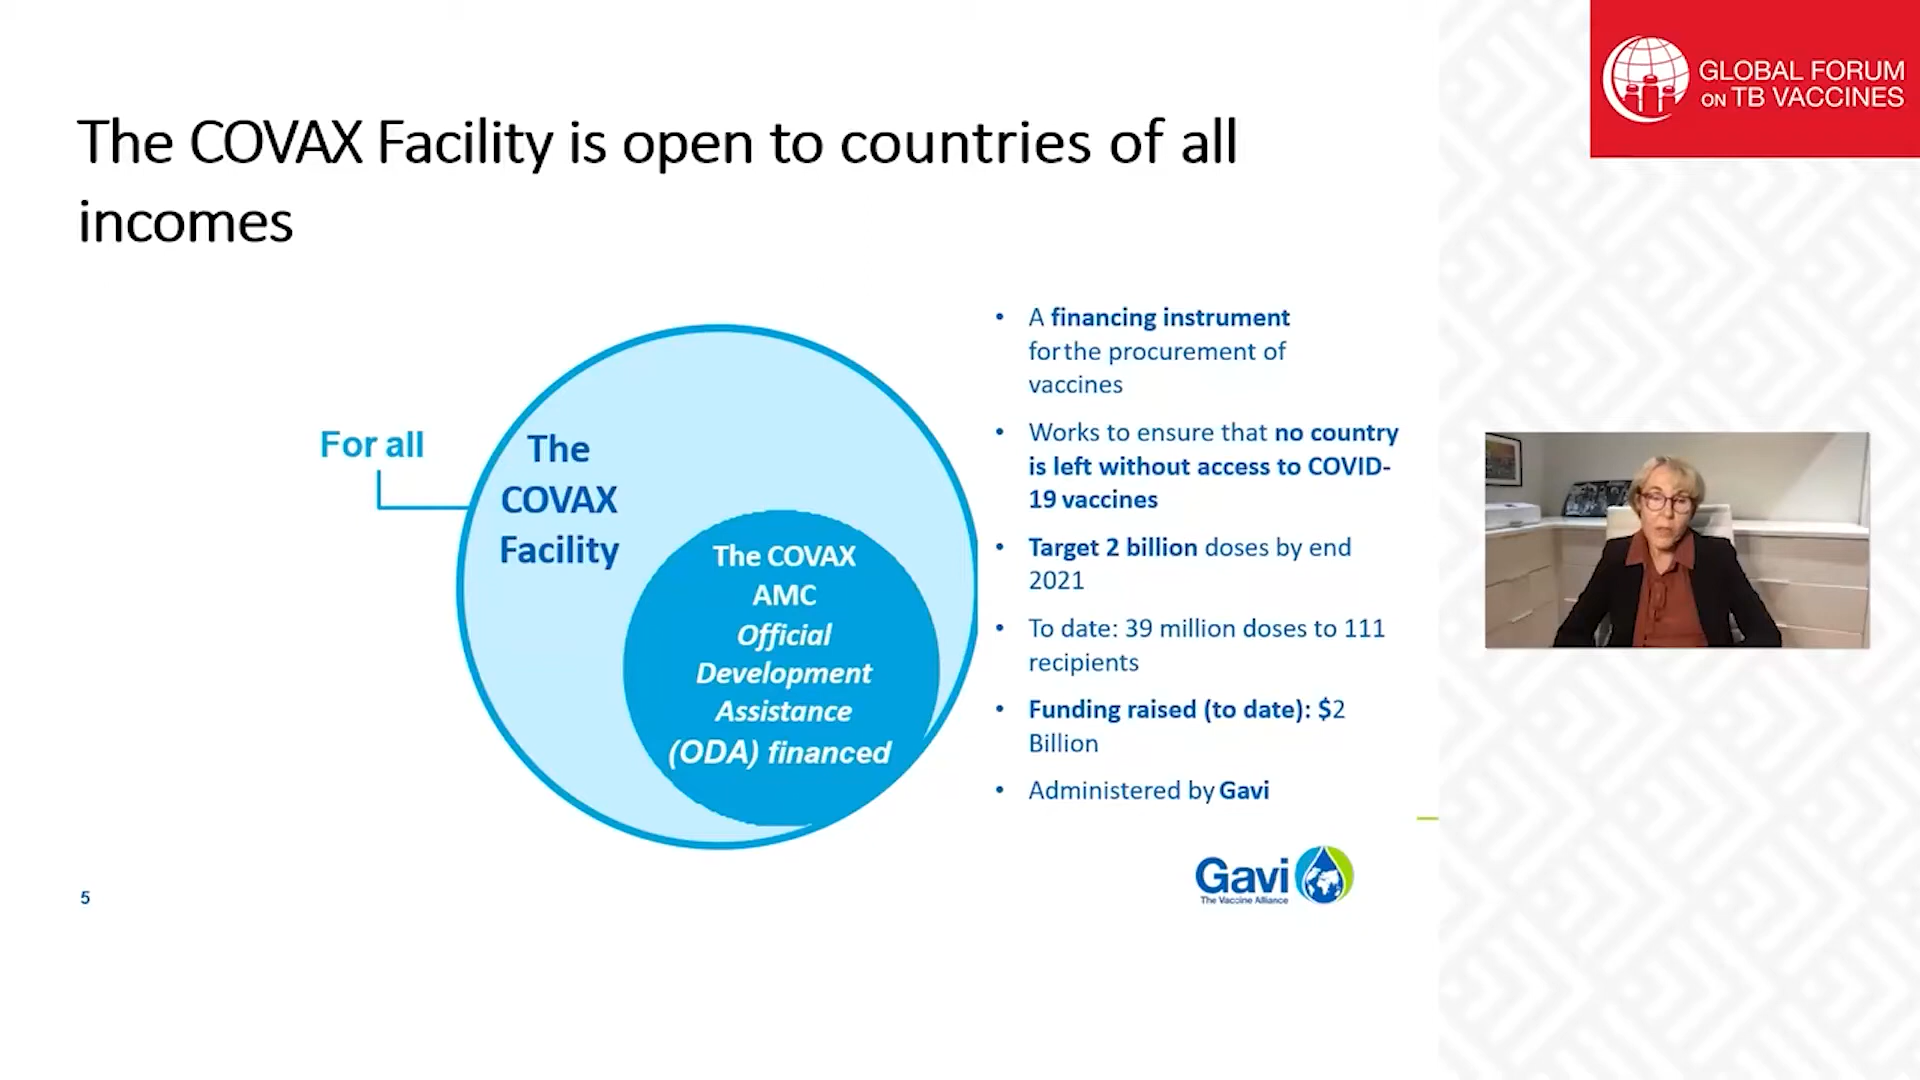 GLOBAL FORUM
ON TB VACCINES
The COVAX Facility is open to countries of all
incomes
For all
The
COVAX
Facility
The COVAX
AMC
Official
Development
Assistance
(ODA) financed
• A financing instrument
for the procurement of
vaccines
• Works to ensure that no country
is left without access to COVID-
19 vaccines
• Target 2 billion doses by end
2021
• To date: 39 million doses to 111
recipients
• Funding raised (to date): $2
Billion
• Administered by Gavi
Gavi
The Vaccine Alliance
5